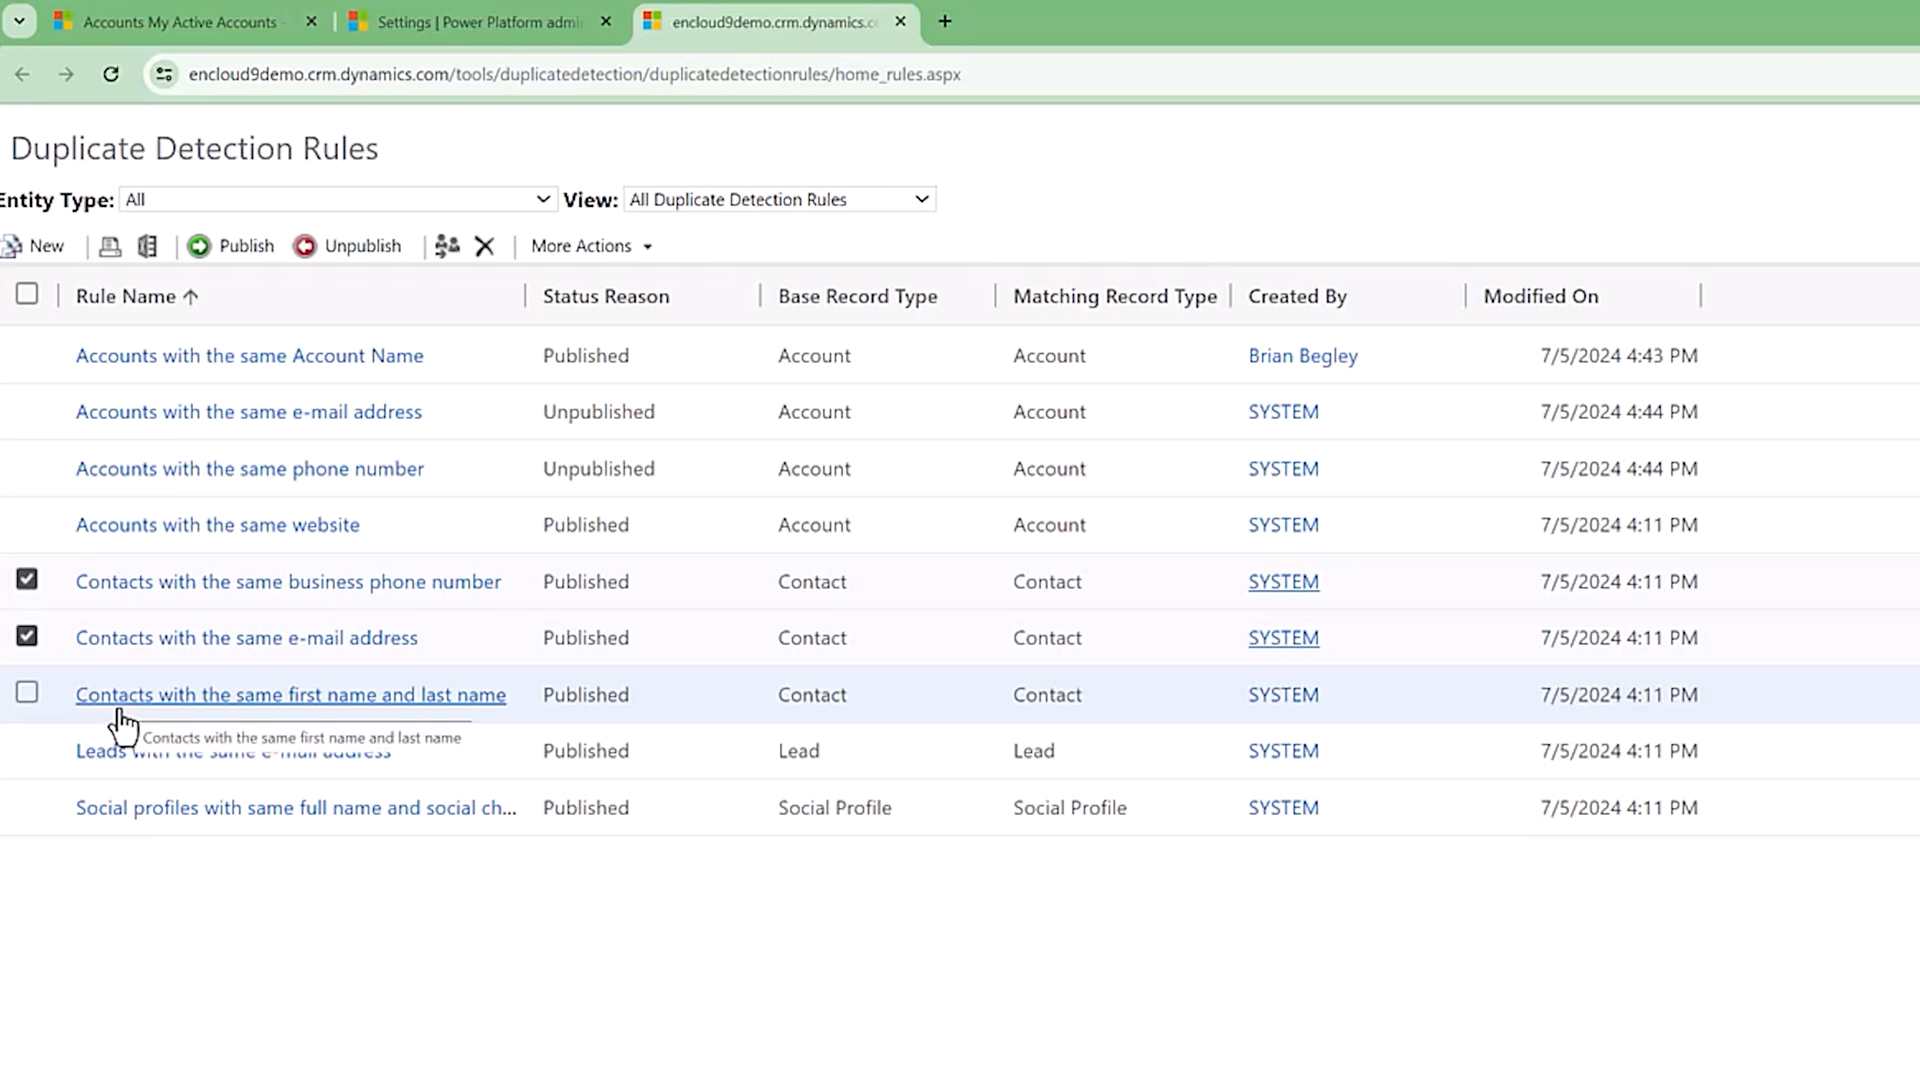 Accounts My Active Accounts -
Settings | Power Platform admi
encloud9demo.crm.dynamics.c
encloud9demo.crm.dynamics.com/tools/duplicatedetection/duplicatedetectionrules/home_rules.aspx
Duplicate Detection Rules
Entity Type: All View: All Duplicate Detection Rules
New Publish Unpublish More Actions
Rule Name Status Reason Base Record Type Matching Record Type Created By Modified On
Accounts with the same Account Name Published Account Account Brian Begley 7/5/2024 4:43 PM
Accounts with the same e-mail address Unpublished Account Account SYSTEM 7/5/2024 4:44 PM
Accounts with the same phone number Unpublished Account Account SYSTEM 7/5/2024 4:44 PM
Accounts with the same website Published Account Account SYSTEM 7/5/2024 4:11 PM
Contacts with the same business phone number Published Contact Contact SYSTEM 7/5/2024 4:11 PM
Contacts with the same e-mail address Published Contact Contact SYSTEM 7/5/2024 4:11 PM
Contacts with the same first name and last name Published Contact Contact SYSTEM 7/5/2024 4:11 PM
Contacts with the same first name and last name
Leads with the same e-mail address Published Lead Lead SYSTEM 7/5/2024 4:11 PM
Social profiles with same full name and social ch... Published Social Profile Social Profile SYSTEM 7/5/2024 4:11 PM